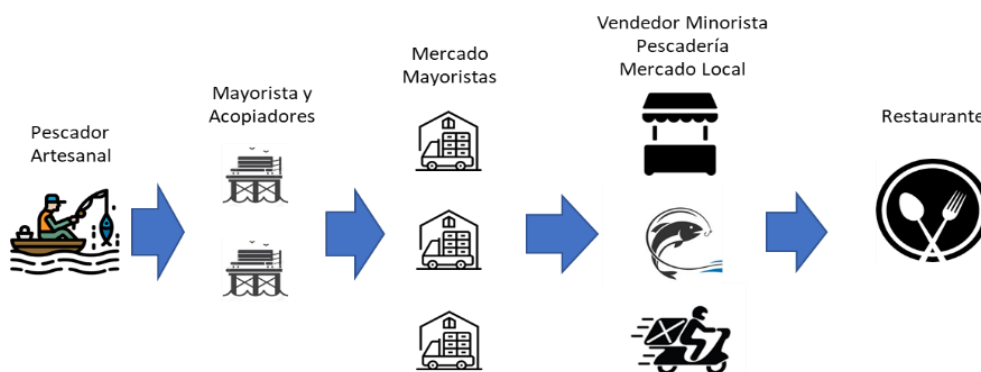 Pescador
Artesanal
Mayorista y
Acopiadores
Mercado
Mayoristas
Vendedor Minorista
Pescadería
Mercado Local
Restaurante